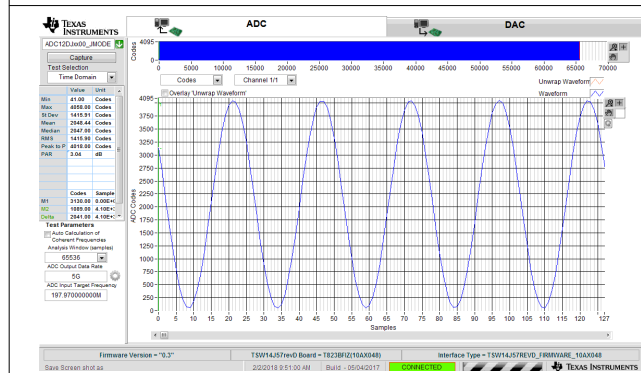 TEXAS INSTRUMENTS
ADC
DAC
ADC12DJxx00_JMODE
Capture
Test Selection
Time Domain
Value Unit
Min 41.00 Codes
Max 4058.00 Codes
St Dev 1415.91 Codes
Mean 2048.44 Codes
Median 2047.00 Codes
RMS 1415.90 Codes
Peak to P 4018.00 Codes
PAR 3.04 dB
Codes Sample
M1 3130.00 0.00E+
M2 1089.00 4.10E+
Delta 2041.00 4.10E+
Test Parameters
Auto Calculation of
Coherent Frequencies
Analysis Window (samples)
65536
ADC Output Data Rate
5G
ADC Input Target Frequency
197.970000000M
Codes
4095
0
0 5000 10000 15000 20000 25000 30000 35000 40000 45000 50000 55000 60000 65000 70000
Codes Channel 1/1
Unwrap Waveform
Overlay 'Unwrap Waveform'
Waveform
ADC Codes
4095
3750
3500
3250
3000
2750
2500
2250
2000
1750
1500
1250
1000
750
500
250
0
0 5 10 15 20 25 30 35 40 45 50 55 60 65 70 75 80 85 90 95 100 105 110 115 120 127
Samples
Firmware Version = "0.3" TSW14J57revD Board = T823BFIZ(10AX048) Interface Type = TSW14J57REVD_FIRMWARE_10AX048
Save Screen shot as 2/2/2018 9:51:00 AM Build - 05/04/2017 CONNECTED TEXAS INSTRUMENTS